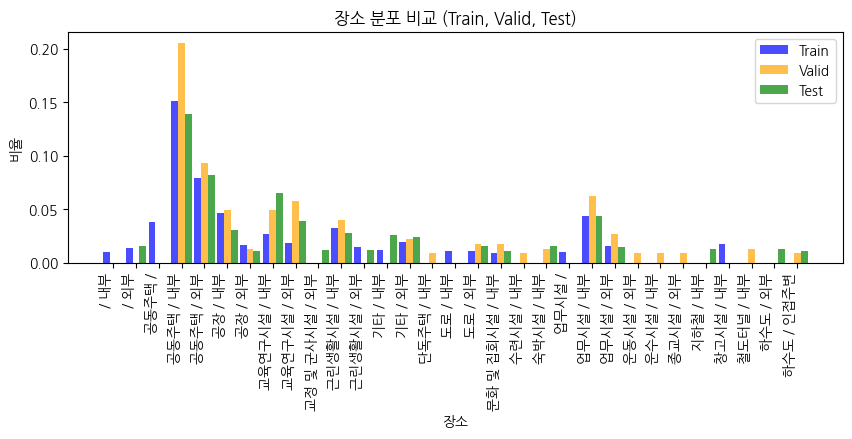 장소 분포 비교 (Train, Valid, Test)
Train
Valid
Test
비율
0.20
0.15
0.10
0.05
0.00
/ 내부
/ 외부
공동주택 /
공동주택 / 내부
공동주택 / 외부
공장 / 내부
공장 / 외부
교육연구시설 / 내부
교육연구시설 / 외부
교정 및 군사시설 / 외부
근린생활시설 / 내부
근린생활시설 / 외부
기타 / 내부
기타 / 외부
단독주택 / 내부
도로 / 내부
도로 / 외부
문화 및 집회시설 / 내부
수련시설 / 내부
숙박시설 / 내부
업무시설 /
업무시설 / 내부
업무시설 / 외부
운동시설 / 외부
운수시설 / 내부
종교시설 / 외부
지하철 / 내부
창고시설 / 내부
철도터널 / 내부
하수도 / 외부
하수도 / 인접주변
장소